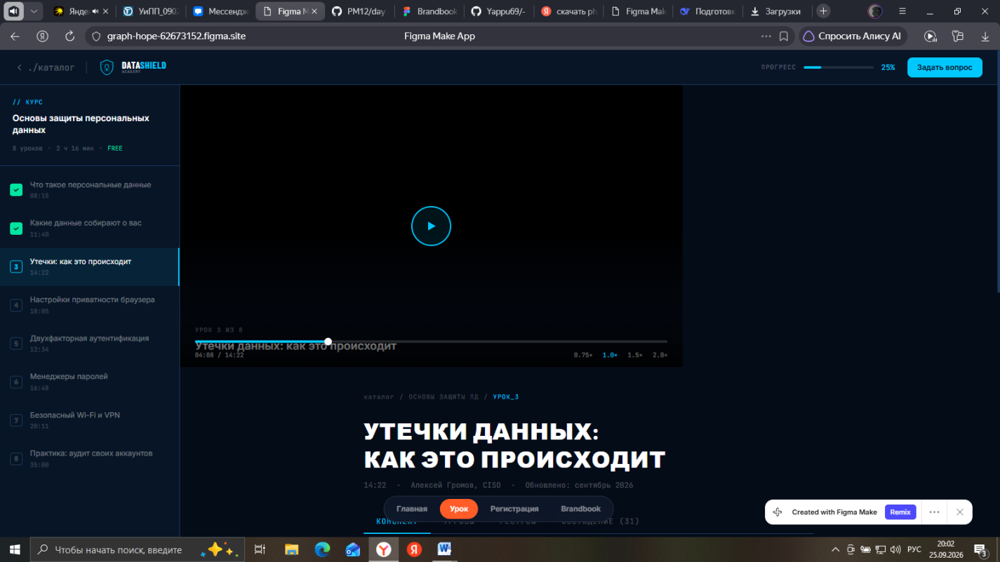 Яндек
УиПП_0902
Мессендж
Figma M
PM12/day
Brandbook
Yappu69/-
скачать ph
Figma Mak
Подготовк
Загрузки
graph-hope-62673152.figma.site
Figma Make App
Спросить Алису AI
./каталог
DATASHIELD
ACADEMY
ПРОГРЕСС
25%
Задать вопрос
// КУРС
Основы защиты персональных
данных
8 уроков · 2 ч 16 мин · FREE
Что такое персональные данные
08:15
Какие данные собирают о вас
11:40
3
Утечки: как это происходит
14:22
4
Настройки приватности браузера
18:05
5
Двухфакторная аутентификация
12:34
6
Менеджеры паролей
16:48
7
Безопасный Wi-Fi и VPN
20:11
8
Практика: аудит своих аккаунтов
35:00
УРОК 3 ИЗ 8
Утечки данных: как это происходит
04:08 / 14:22
0.75× 1.0× 1.5× 2.0×
каталог / ОСНОВЫ ЗАЩИТЫ ПД / УРОК_3
УТЕЧКИ ДАННЫХ:
КАК ЭТО ПРОИСХОДИТ
14:22 · Алексей Громов, CISO · Обновлено: сентябрь 2026
Главная
Урок
Регистрация
Brandbook
КОНСПЕКТ
(31)
Created with Figma Make
Remix
Чтобы начать поиск, введите
РУС
20:02
25.09.2026
3